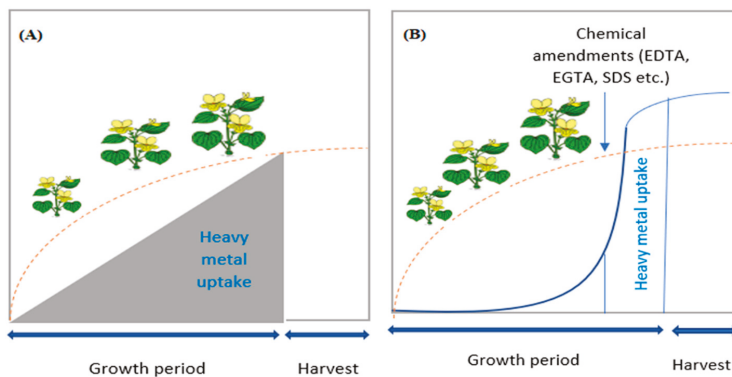 (A)
Heavy
metal
uptake
Growth period
Harvest
(B)
Chemical
amendments (EDTA,
EGTA, SDS etc.)
Heavy metal uptake
Growth period
Harvest